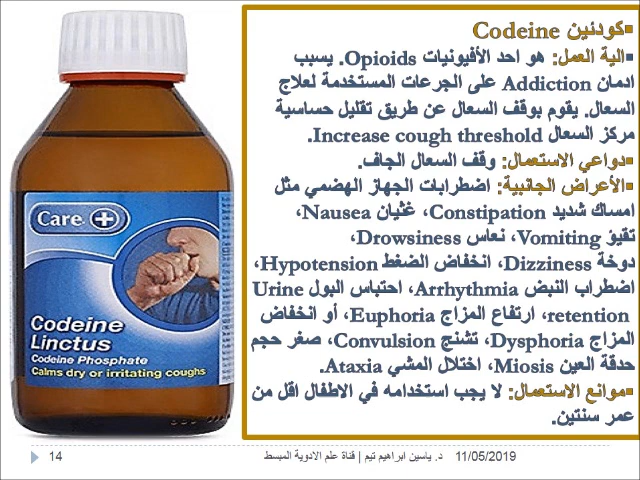 ▪كودئين Codeine
▪آلية العمل: هو احد الأفيونيات Opioids. يسبب
ادمان Addiction على الجرعات المستخدمة لعلاج
السعال. يقوم بوقف السعال عن طريق تقليل حساسية
مركز السعال Increase cough threshold.
▪دواعي الاستعمال: وقف السعال الجاف.
▪الأعراض الجانبية: اضطرابات الجهاز الهضمي مثل
امساك شديد Constipation، غثيان Nausea،
تقيؤ Vomiting، نعاس Drowsiness،
دوخة Dizziness، انخفاض الضغط Hypotension،
اضطراب النبض Arrhythmia، احتباس البول Urine
retention، ارتفاع المزاج Euphoria، أو انخفاض
المزاج Dysphoria، تشنج Convulsion، صغر حجم
حدقة العين Miosis، اختلال المشي Ataxia.
▪موانع الاستعمال: لا يجب استخدامه في الاطفال اقل من
عمر سنتين.
Care
Codeine
Linctus
Codeine Phosphate
Calms dry or irritating coughs
14
د. ياسين ابراهيم تيم | قناة علم الادوية المبسط
11/05/2019